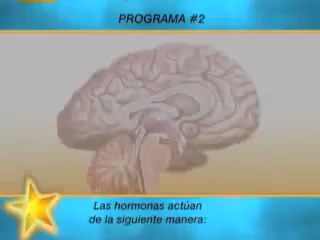 PROGRAMA #2
Las hormonas actúan
de la siguiente manera: